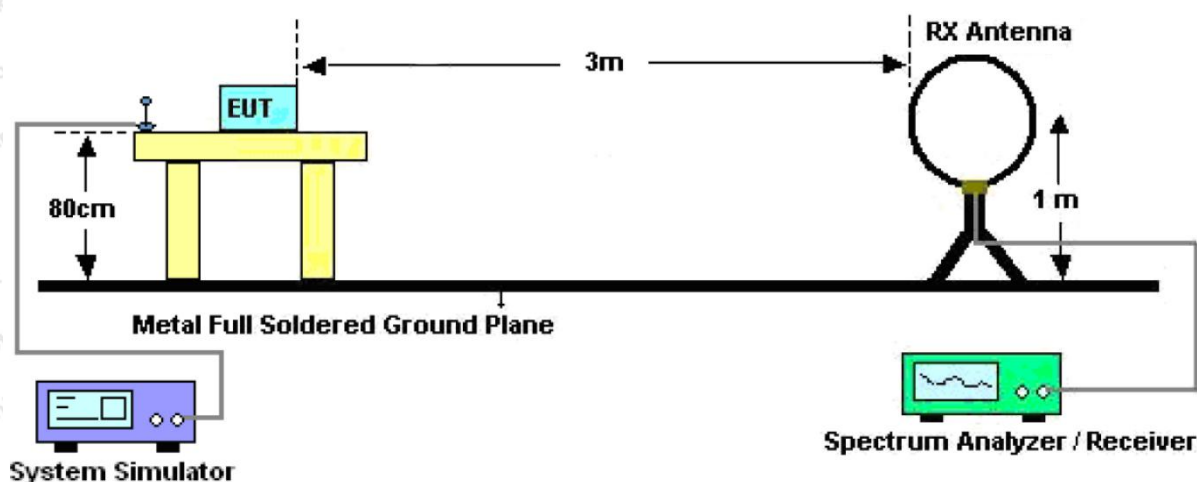 RX Antenna
3m
EUT
80cm
1 m
Metal Full Soldered Ground Plane
Spectrum Analyzer / Receiver
System Simulator